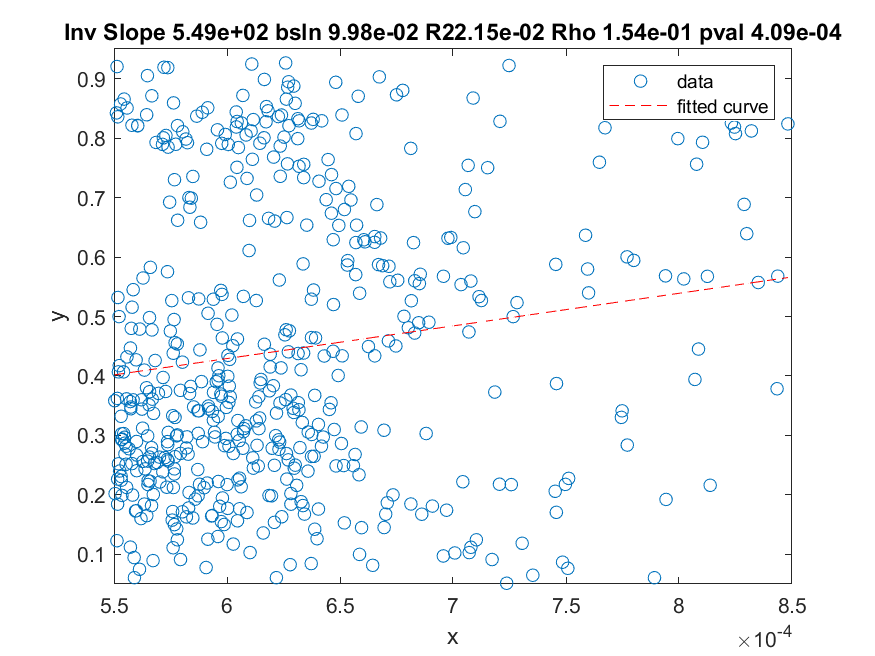 Inv Slope 5.49e+02 bsln 9.98e-02 R22.15e-02 Rho 1.54e-01 pval 4.09e-04
data
fitted curve
0.9
0.8
0.7
0.6
0.5
0.4
0.3
0.2
0.1
y
5.5 6 6.5 7 7.5 8 8.5
x
×10^-4